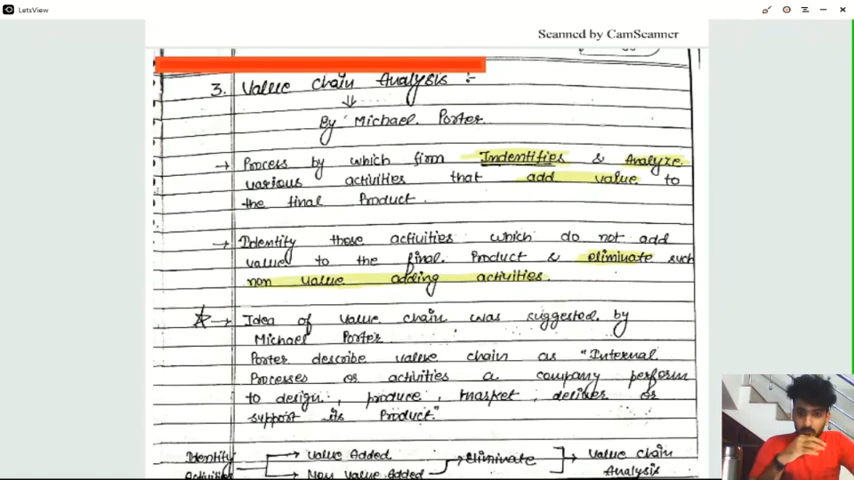 LetsView
Scanned by CamScanner
3. Value Chain Analysis :-
By Michael Porter
→ Process by which firm Indentifies & Analyze
various activities that add value to
the final Product.
→ Identity those activities which do not add
value to the final Product & eliminate such
non value adding activities.
→ Idea of value chain was suggested by
Michael Porter.
Porter describe value chain as "Internal
Processes or activities a company perform
to design, produce, market, deliver or
support its Product."
Identity → Value Added
→ eliminate Value chain
Activities → Non Value Added Analysis